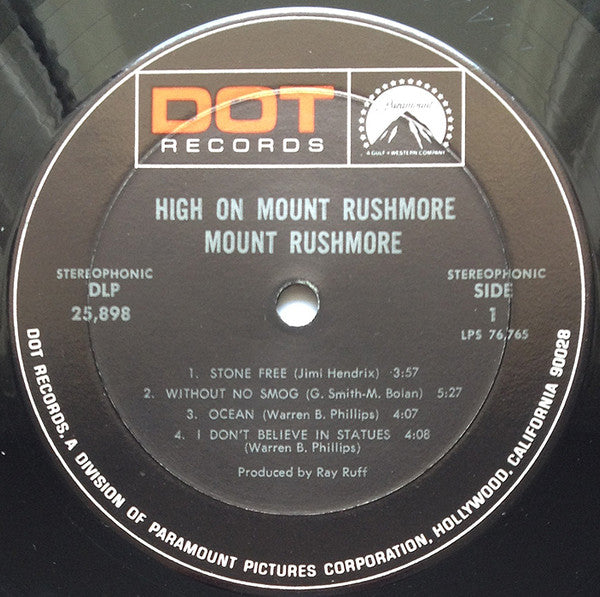 DOT
RECORDS
Paramount
A GULF + WESTERN COMPANY
HIGH ON MOUNT RUSHMORE
MOUNT RUSHMORE
STEREOPHONIC
DLP
25,898
STEREOPHONIC
SIDE
1
LPS 76,765
1. STONE FREE (Jimi Hendrix) ·3:57
2. WITHOUT NO SMOG (G. Smith-M. Bolan) 5:27
3. OCEAN (Warren B. Phillips) 4:07
4. I DON'T BELIEVE IN STATUES 4:08
(Warren B. Phillips)
Produced by Ray Ruff
DOT RECORDS, A DIVISION OF PARAMOUNT PICTURES CORPORATION, HOLLYWOOD, CALIFORNIA 90028